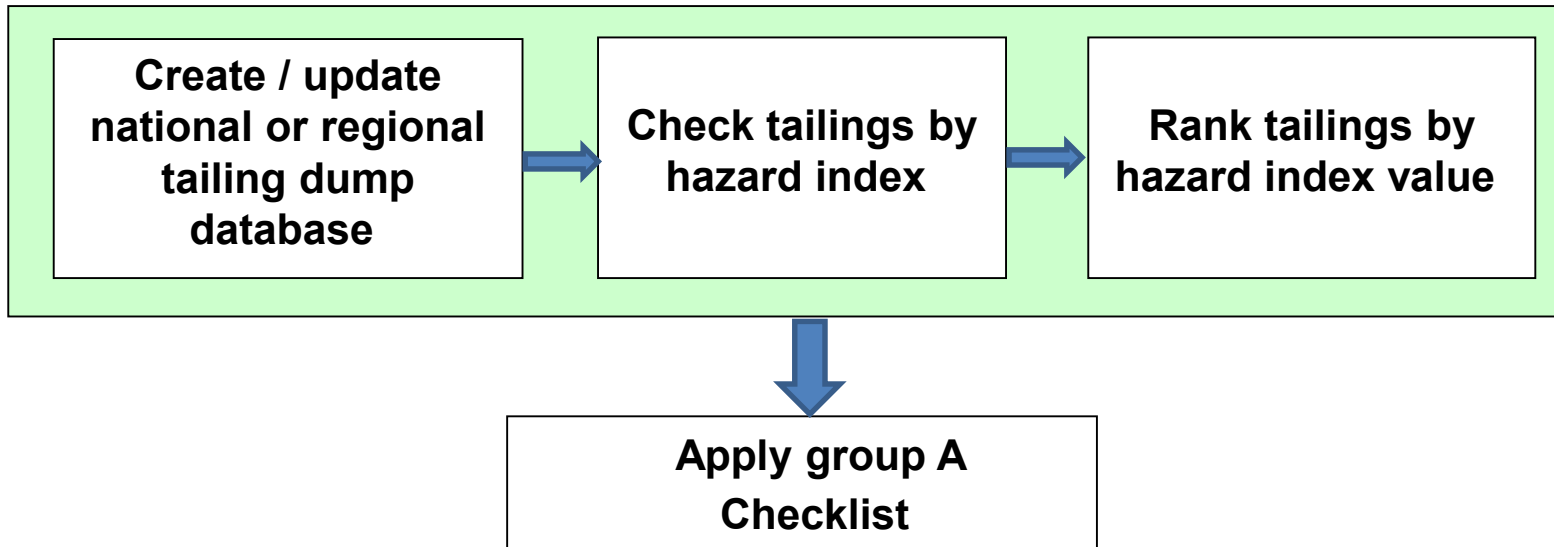 Create / update
national or regional
tailing dump
database
Check tailings by
hazard index
Rank tailings by
hazard index value
Apply group A
Checklist